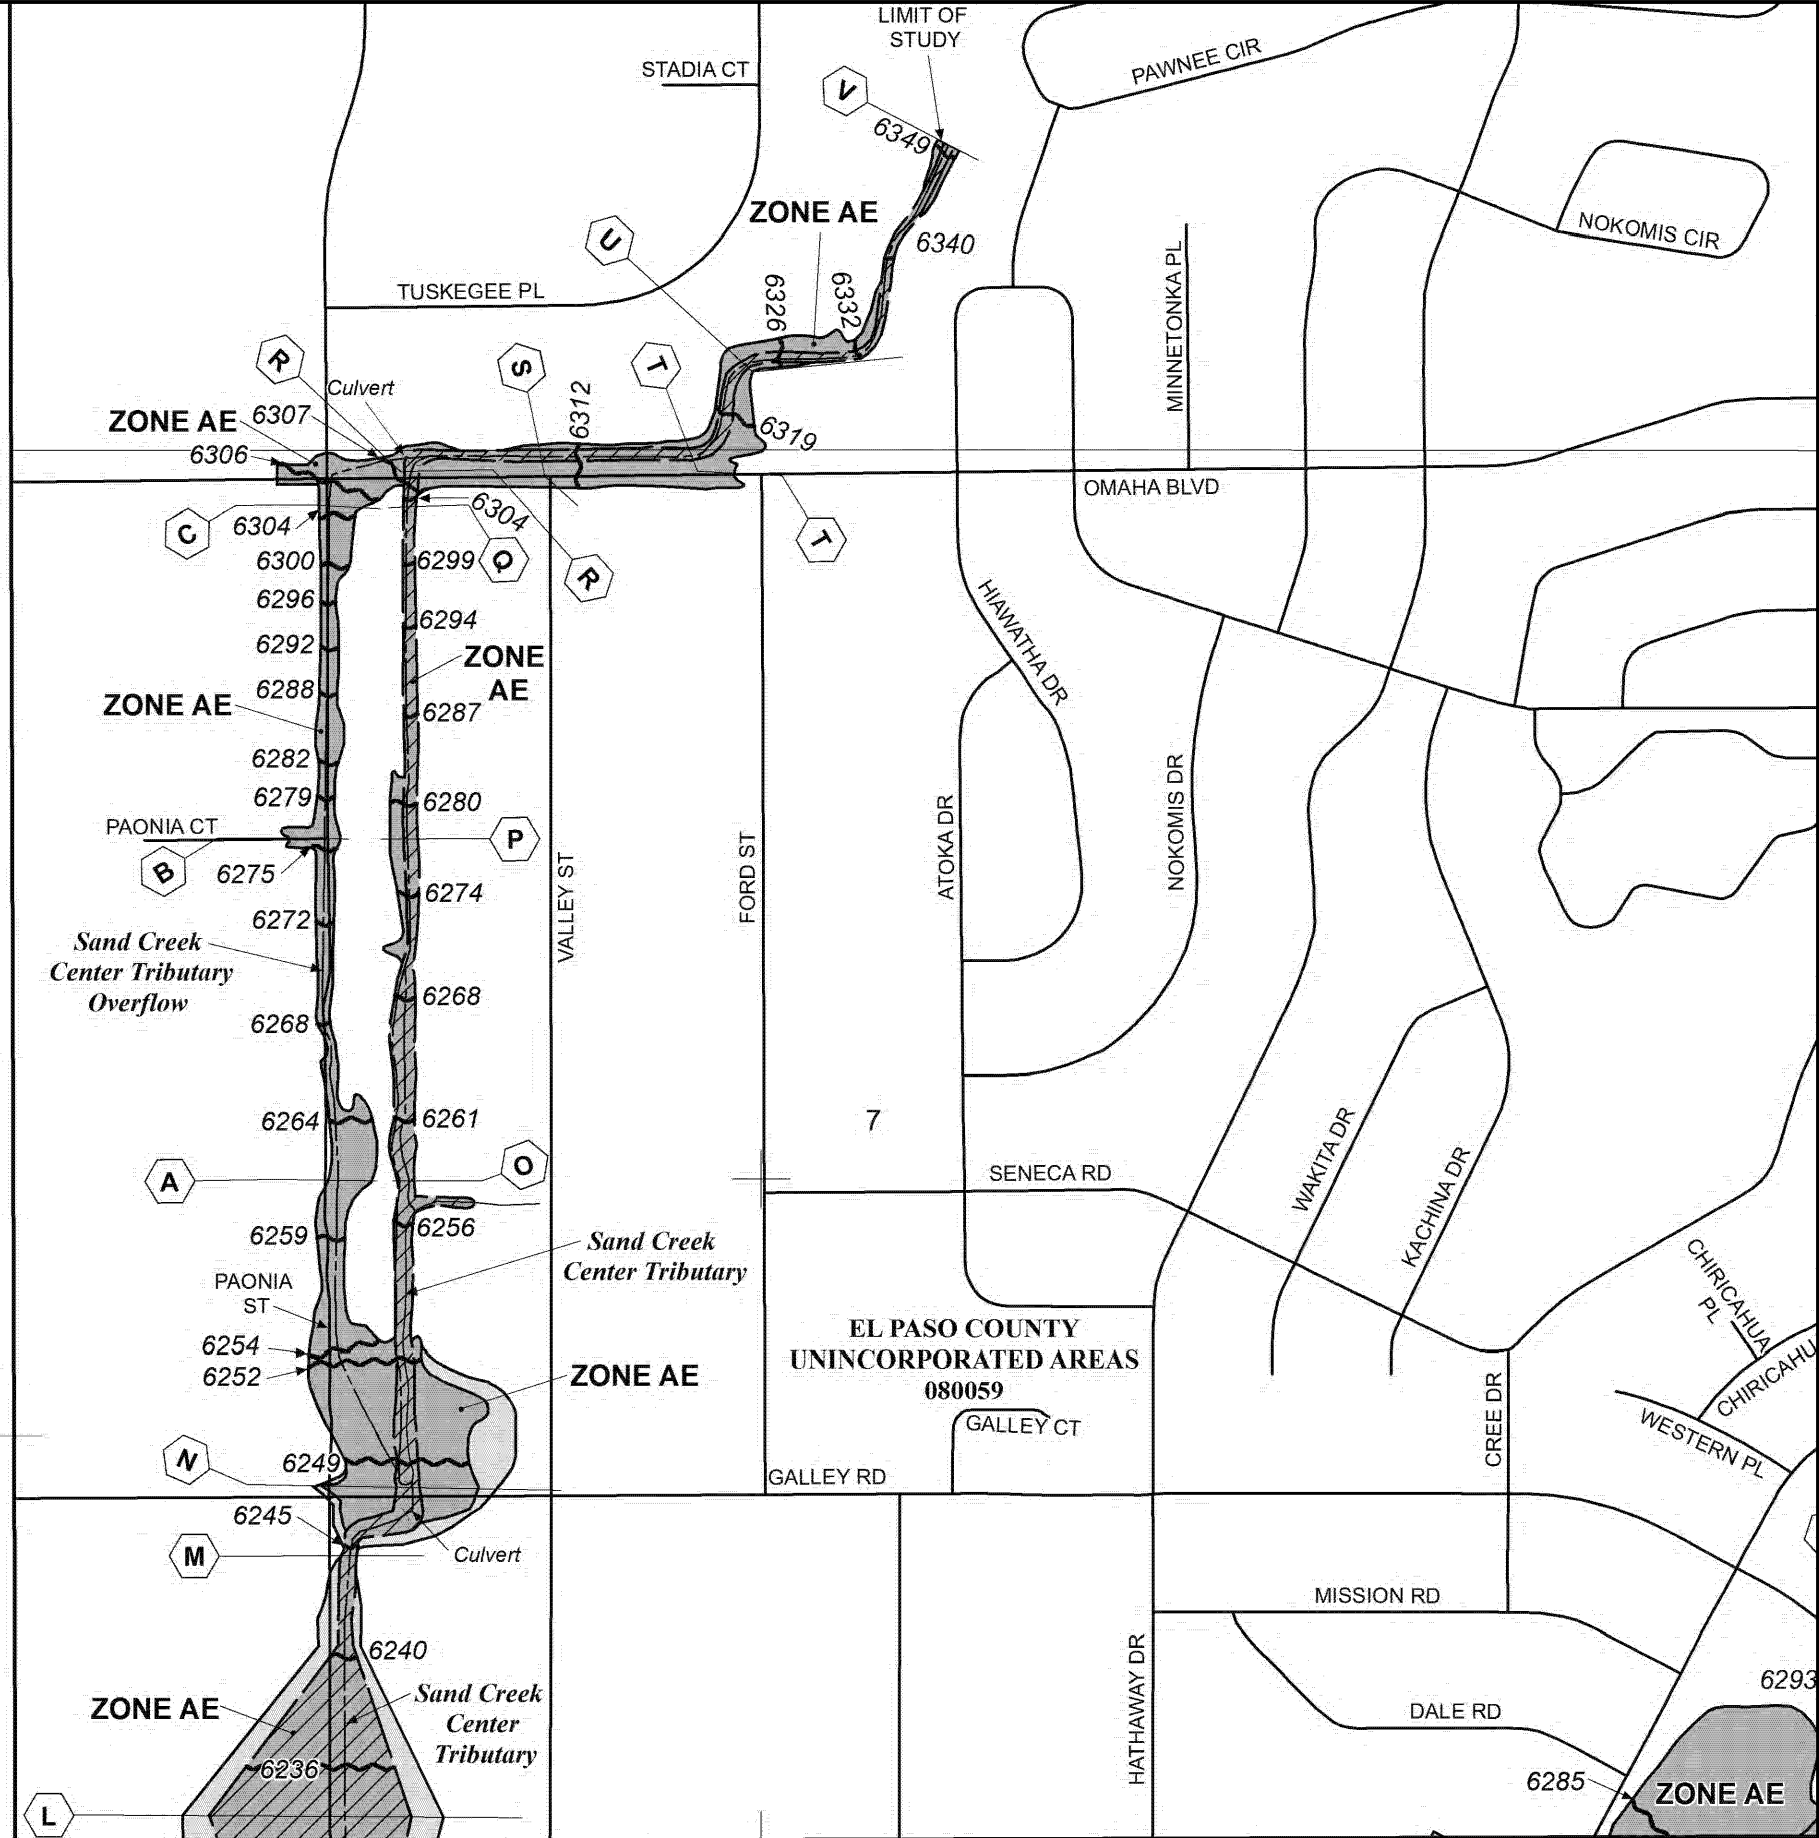 LIMIT OF
STUDY
PAWNEE CIR
STADIA CT
V
6349
ZONE AE
NOKOMIS CIR
U
6340
MINNETONKA PL
TUSKEGEE PL
6326
6332
R
Culvert
S
T
6312
ZONE AE
6307
6319
6306
OMAHA BLVD
C
6304
6304
Q
R
T
6300
6299
6296
6294
HIAWATHA DR
6292
ZONE
AE
6288
ZONE AE
6287
6282
6279
6280
NOKOMIS DR
ATOKA DR
PAONIA CT
P
VALLEY ST
FORD ST
B
6275
6274
6272
Sand Creek
Center Tributary
Overflow
6268
6268
6264
6261
7
A
O
SENECA RD
WAKITA DR
KACHINA DR
6259
6256
Sand Creek
Center Tributary
CHIRICAHUA
PL
PAONIA
ST
EL PASO COUNTY
UNINCORPORATED AREAS
080059
6254
6252
ZONE AE
CHIRICAHU
CREE DR
GALLEY CT
WESTERN PL
N
6249
GALLEY RD
6245
M
Culvert
MISSION RD
HATHAWAY DR
6240
6293
ZONE AE
Sand Creek
Center
Tributary
DALE RD
6236
6285
ZONE AE
L